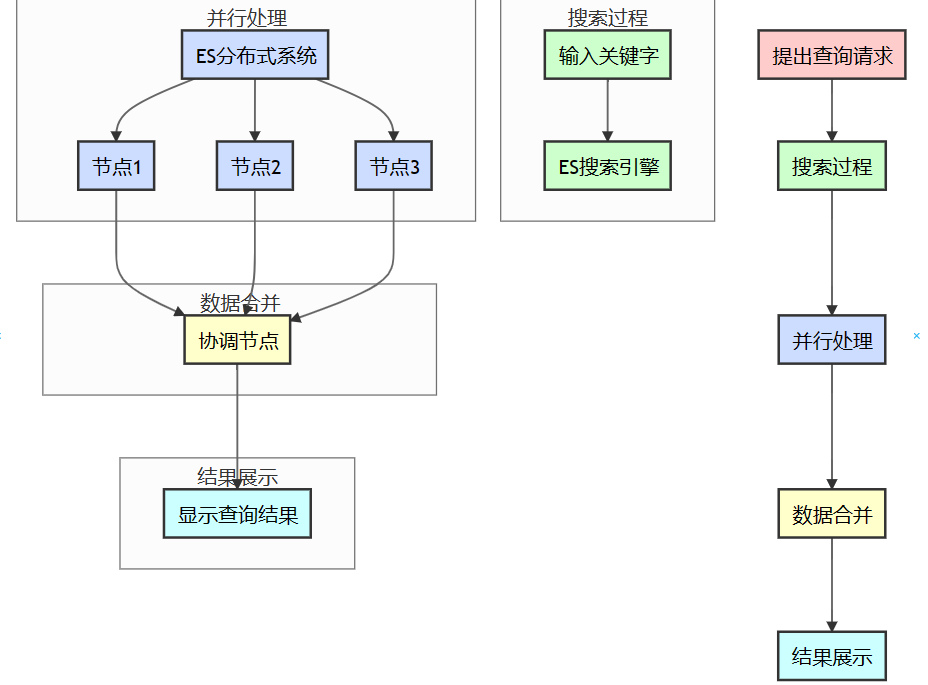 并行处理
ES分布式系统
节点1
节点2
节点3
数据合并
协调节点
结果展示
显示查询结果
搜索过程
输入关键字
ES搜索引擎
提出查询请求
搜索过程
并行处理
数据合并
结果展示